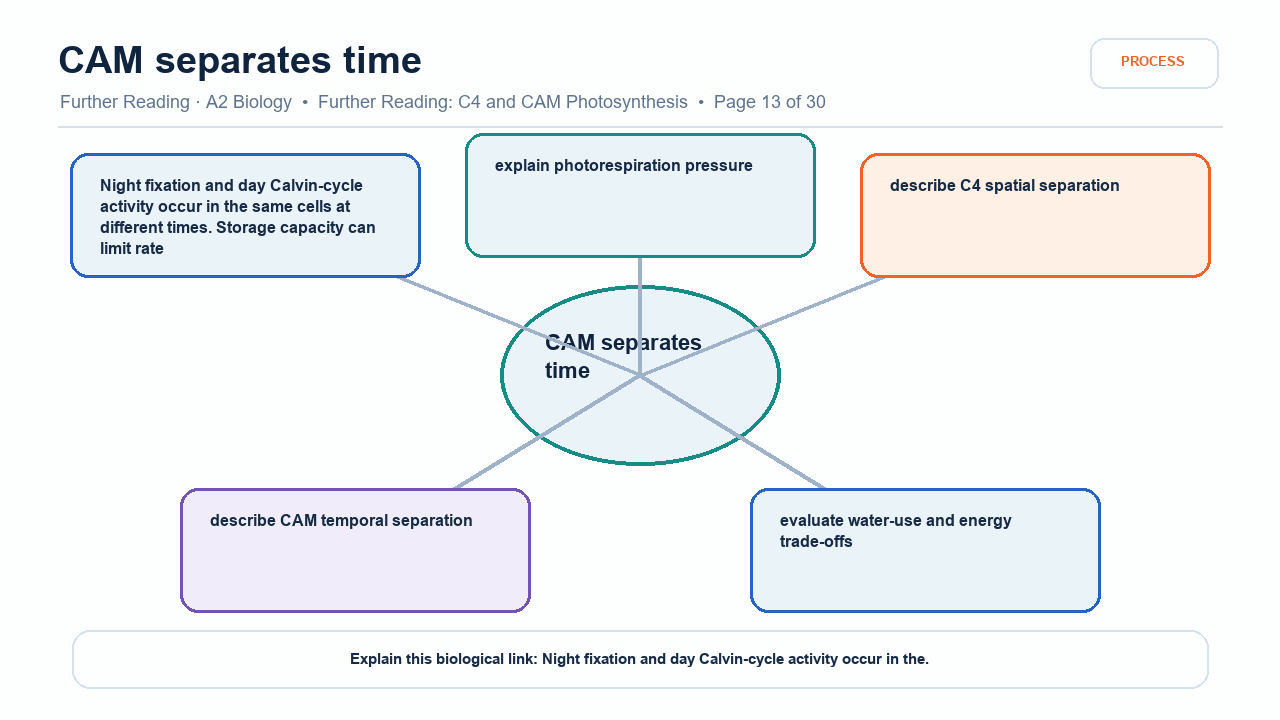 CAM separates time
PROCESS
Further Reading · A2 Biology • Further Reading: C4 and CAM Photosynthesis • Page 13 of 30
Night fixation and day Calvin-cycle
activity occur in the same cells at
different times. Storage capacity can
limit rate
explain photorespiration pressure
describe C4 spatial separation
CAM separates
time
describe CAM temporal separation
evaluate water-use and energy
trade-offs
Explain this biological link: Night fixation and day Calvin-cycle activity occur in the.